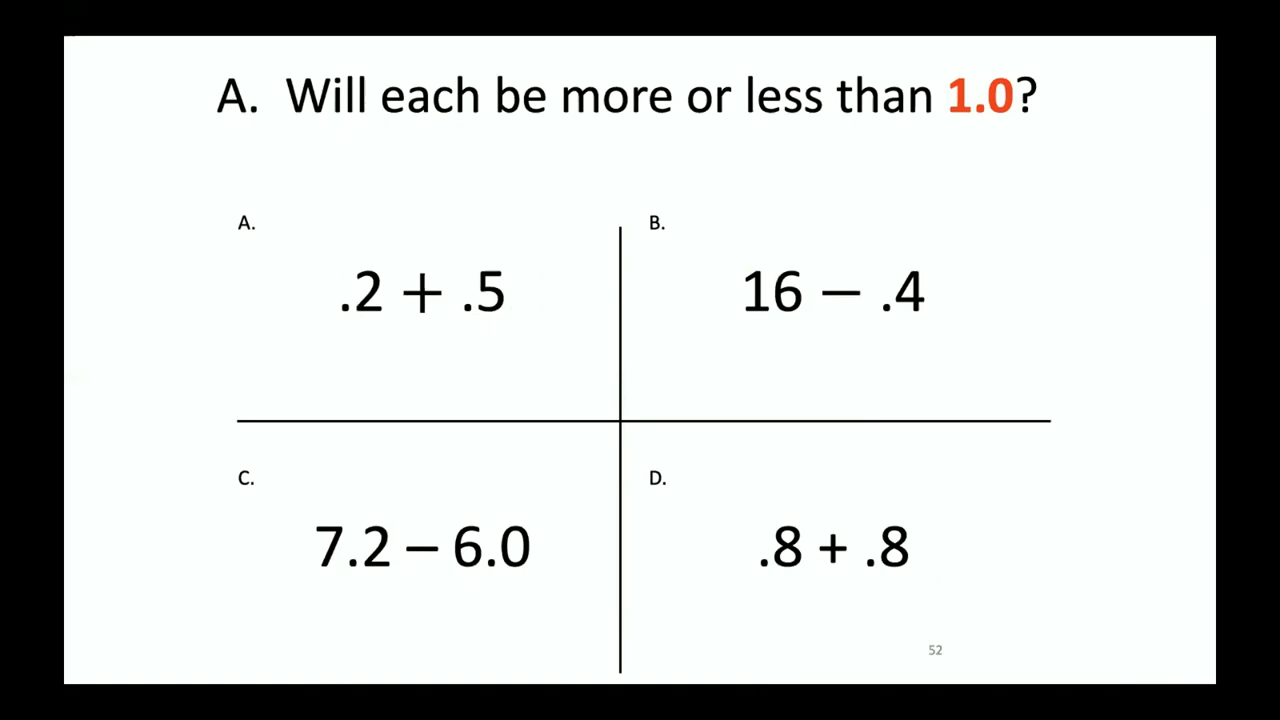 A. Will each be more or less than 1.0?
A.
.2 + .5
B.
16 – .4
C.
7.2 – 6.0
D.
.8 + .8
52